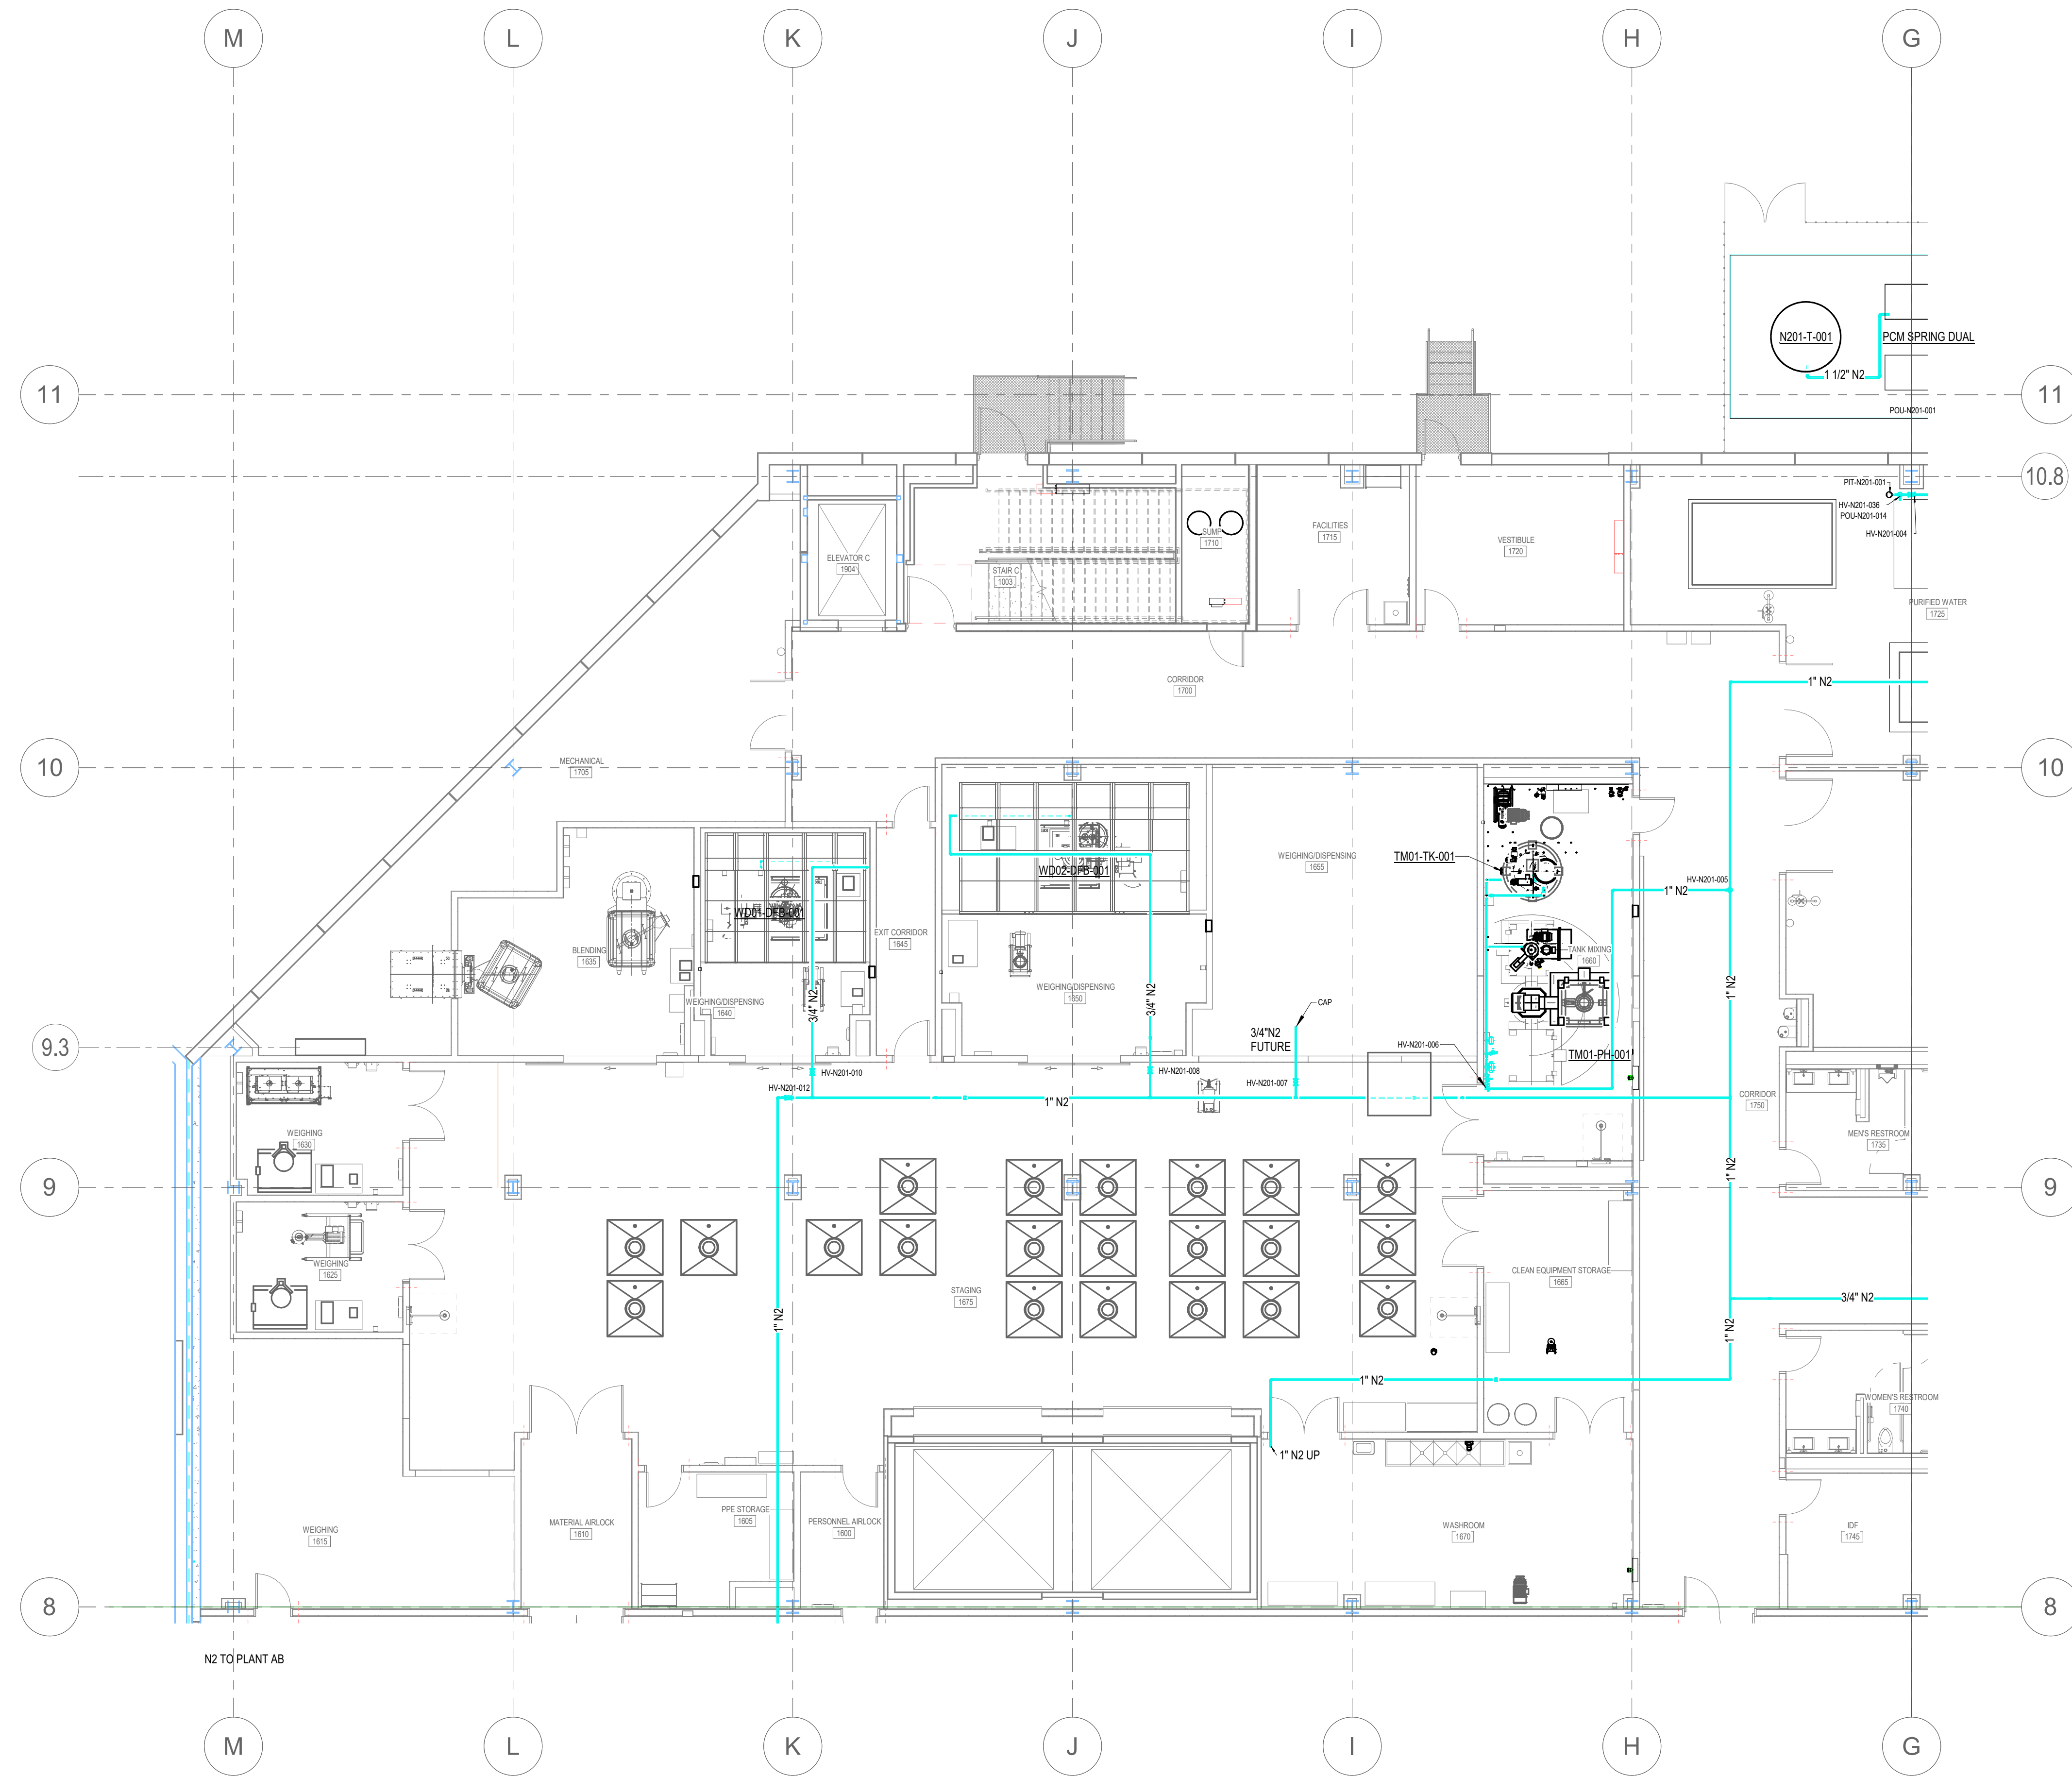 M
L
K
J
I
H
G
N201-T-001
PCM SPRING DUAL
1 1/2" N2
11
11
POU-N201-001
10.8
PIT-N201-001
HV-N201-036
POU-N201-014
HV-N201-004
ELEVATOR C
1904
STAIR C
1003
SUMP
1710
FACILITIES
1715
VESTIBULE
1720
PURIFIED WATER
1725
CORRIDOR
1700
1" N2
MECHANICAL
1705
10
10
WEIGHING/DISPENSING
1655
TM01-TK-001
WD02-DFB-001
HV-N201-005
1" N2
WD01-DFB-001
EXIT CORRIDOR
1645
BLENDING
1635
TANK MIXING
1660
WEIGHING/DISPENSING
1650
WEIGHING/DISPENSING
1640
3/4" N2
3/4" N2
1" N2
CAP
3/4"N2
FUTURE
9.3
HV-N201-006
TM01-PH-001
HV-N201-010
HV-N201-008
HV-N201-012
HV-N201-007
1" N2
CORRIDOR
1750
WEIGHING
1630
MEN'S RESTROOM
1735
1" N2
9
9
WEIGHING
1625
CLEAN EQUIPMENT STORAGE
1665
STAGING
1675
3/4" N2
1" N2
1" N2
1" N2
WOMEN'S RESTROOM
1740
1" N2 UP
PPE STORAGE
1605
MATERIAL AIRLOCK
1610
PERSONNEL AIRLOCK
1600
WEIGHING
1615
WASHROOM
1670
IDF
1745
8
8
N2 TO PLANT AB
M
L
K
J
I
H
G